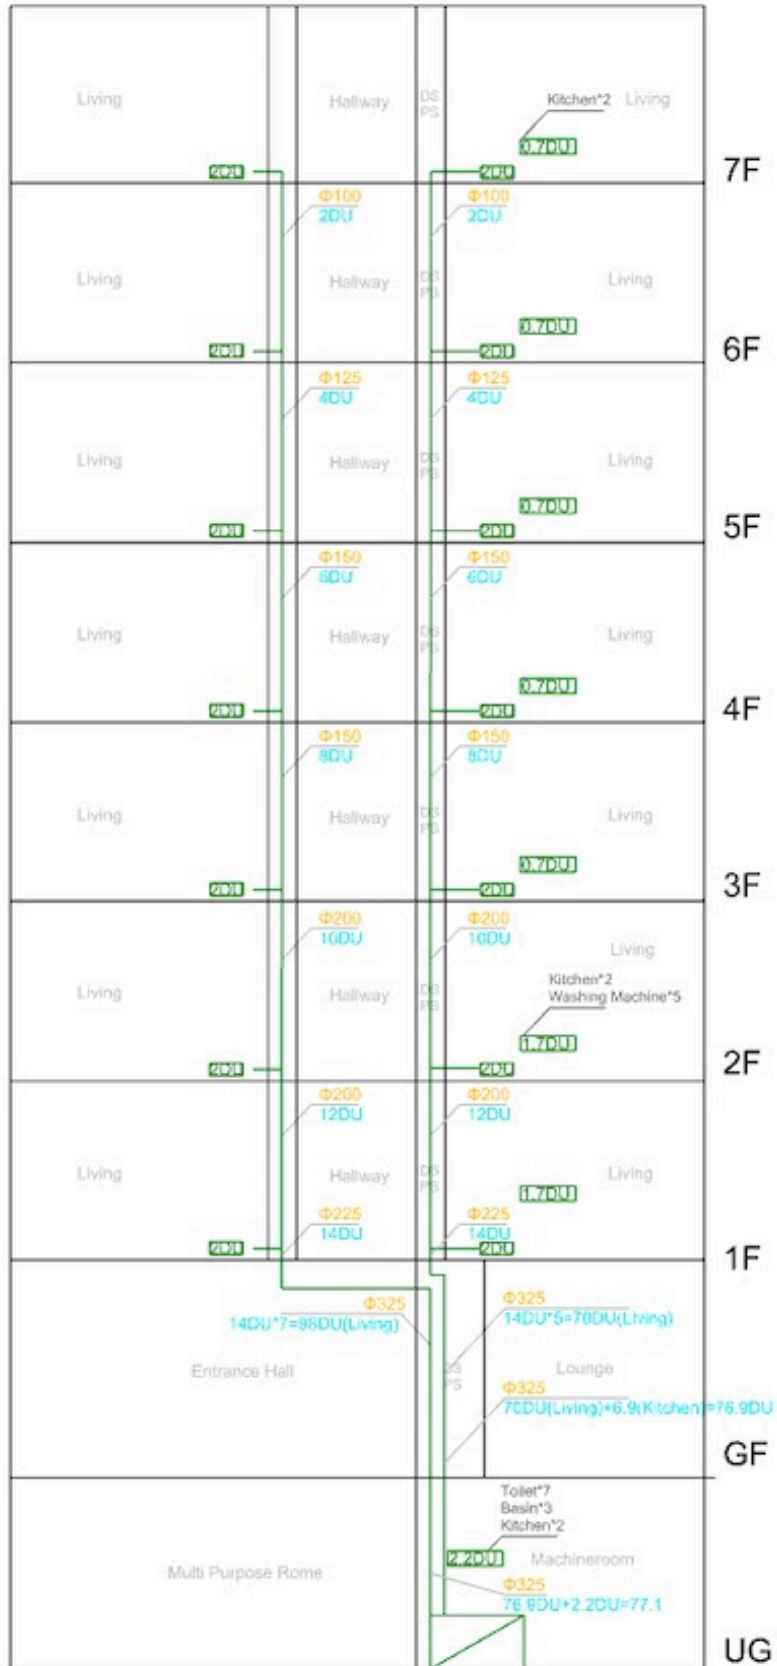 Living
Hallway
DS
PS
Kitchen*2
Living
0.7DU
2DU
2DU
7F
Φ100
2DU
Φ100
2DU
Living
Hallway
DS
PS
Living
0.7DU
2DU
2DU
6F
Φ125
4DU
Φ125
4DU
Living
Hallway
DS
PS
Living
0.7DU
2DU
2DU
5F
Φ150
6DU
Φ150
6DU
Living
Hallway
DS
PS
Living
0.7DU
2DU
2DU
4F
Φ150
8DU
Φ150
8DU
Living
Hallway
DS
PS
Living
0.7DU
2DU
2DU
3F
Φ200
10DU
Φ200
10DU
Living
Living
Hallway
DS
PS
Kitchen*2
Washing Machine*5
1.7DU
2DU
2DU
2F
Φ200
12DU
Φ200
12DU
Living
Hallway
DS
PS
Living
1.7DU
Φ225
14DU
Φ225
14DU
2DU
2DU
1F
Φ325
14DU*7=98DU(Living)
Φ325
14DU*5=70DU(Living)
Entrance Hall
DS
PS
Lounge
Φ325
70DU(Living)+6.9(Kitchen)=76.9DU
GF
Toilet*7
Basin*3
Kitchen*2
2.2DU
Machineroom
Multi Purpose Rome
Φ325
76.9DU+2.2DU=77.1
UG